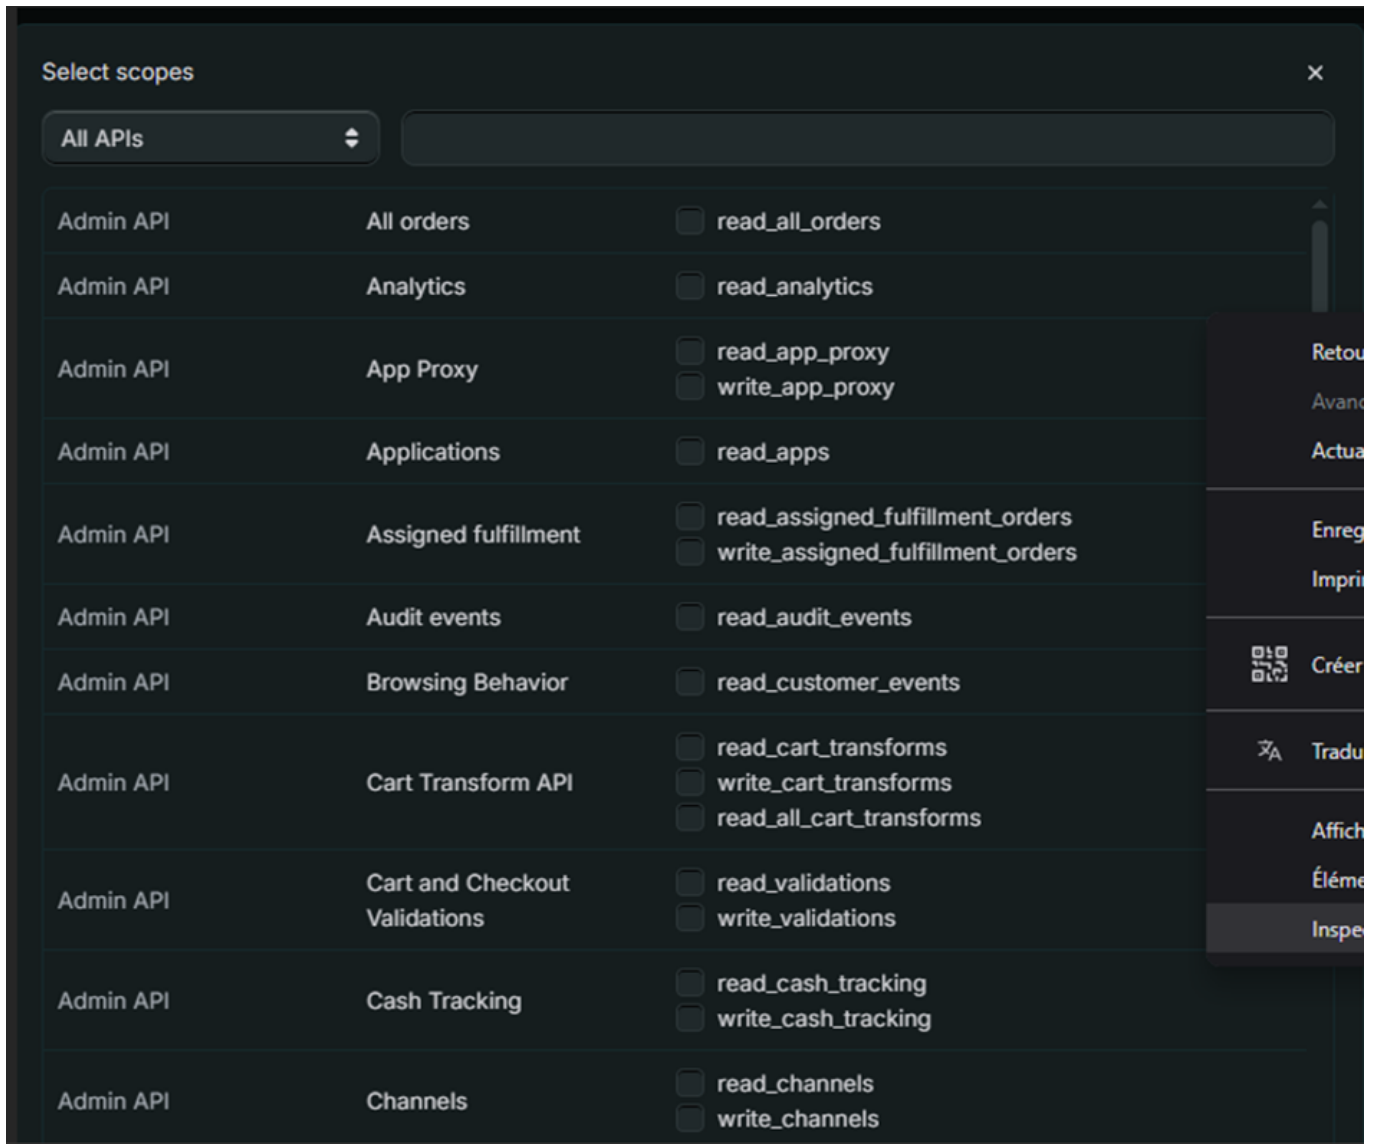 Select scopes
All APIs
Admin API All orders read_all_orders
Admin API Analytics read_analytics
Admin API App Proxy read_app_proxy
write_app_proxy
Admin API Applications read_apps
Admin API Assigned fulfillment read_assigned_fulfillment_orders
write_assigned_fulfillment_orders
Admin API Audit events read_audit_events
Admin API Browsing Behavior read_customer_events
Admin API Cart Transform API read_cart_transforms
write_cart_transforms
read_all_cart_transforms
Admin API Cart and Checkout Validations read_validations
write_validations
Admin API Cash Tracking read_cash_tracking
write_cash_tracking
Admin API Channels read_channels
write_channels
Retou
Avanc
Actua
Enreg
Impri
Créer
Tradu
Affich
Éléme
Inspe